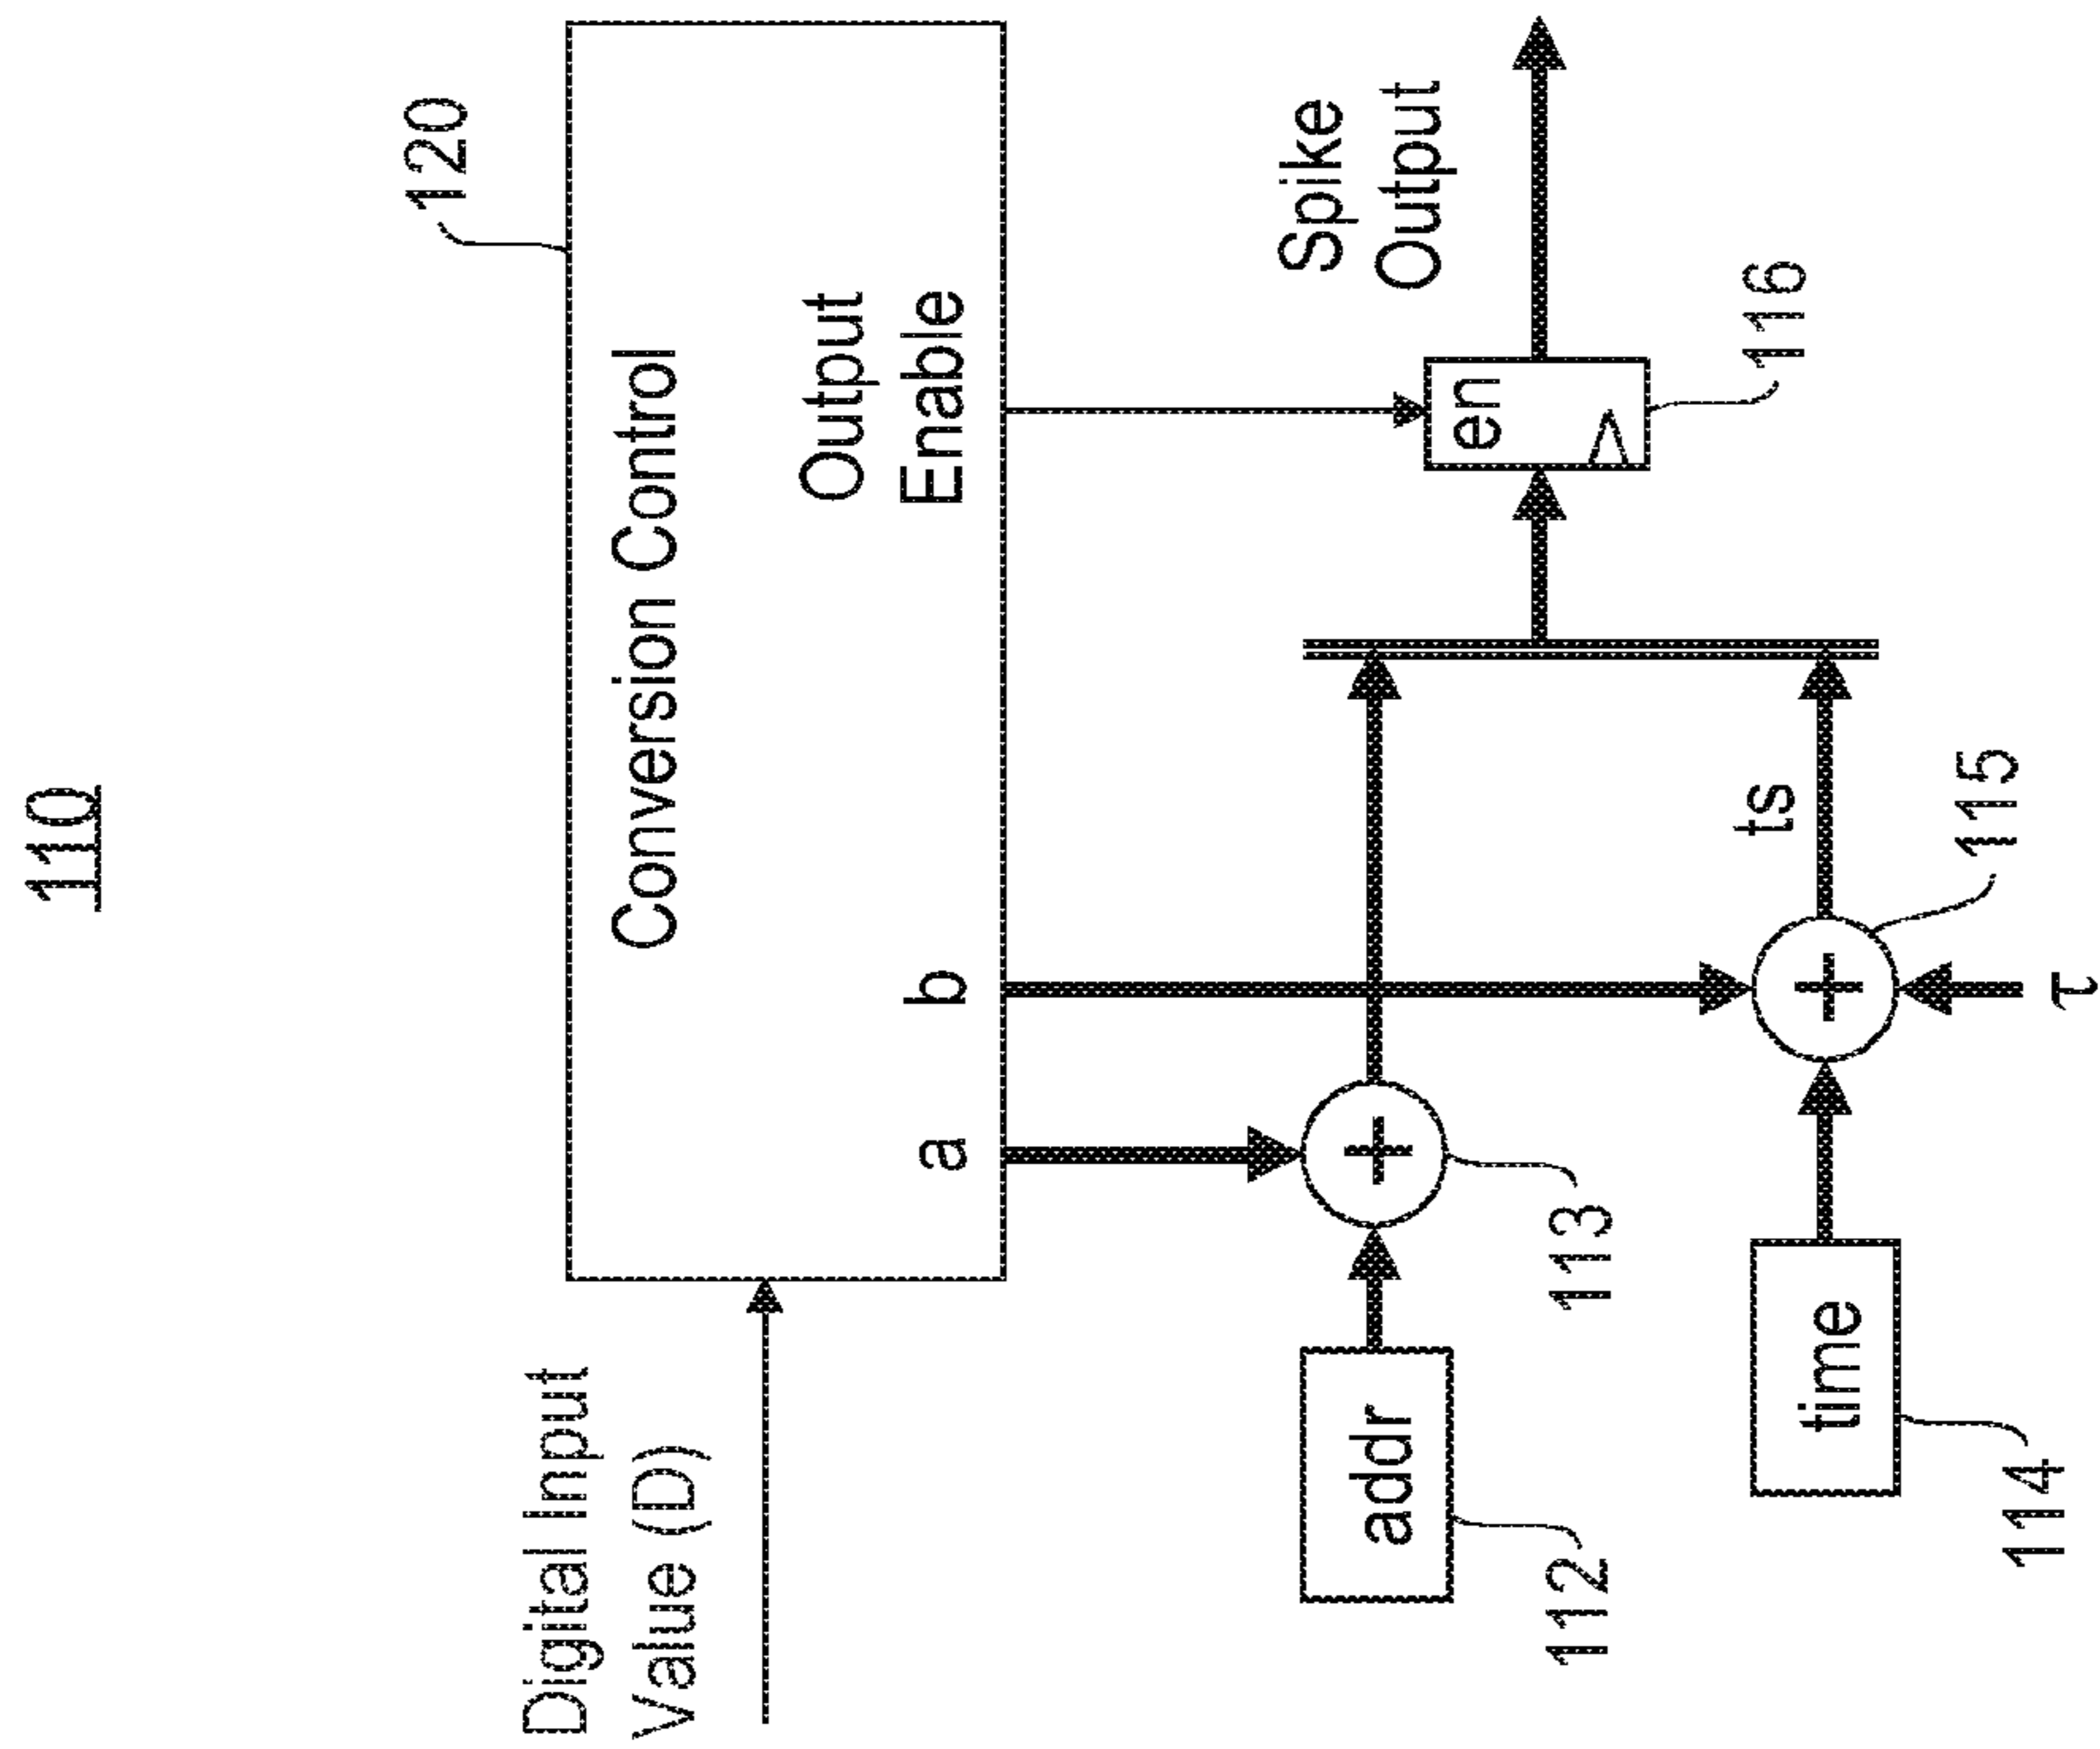 110
120
Digital Input
Value (D)
Conversion Control
Output
Enable
a
b
Spike
Output
en
116
addr
112
113
ts
115
time
114
τ
+
+